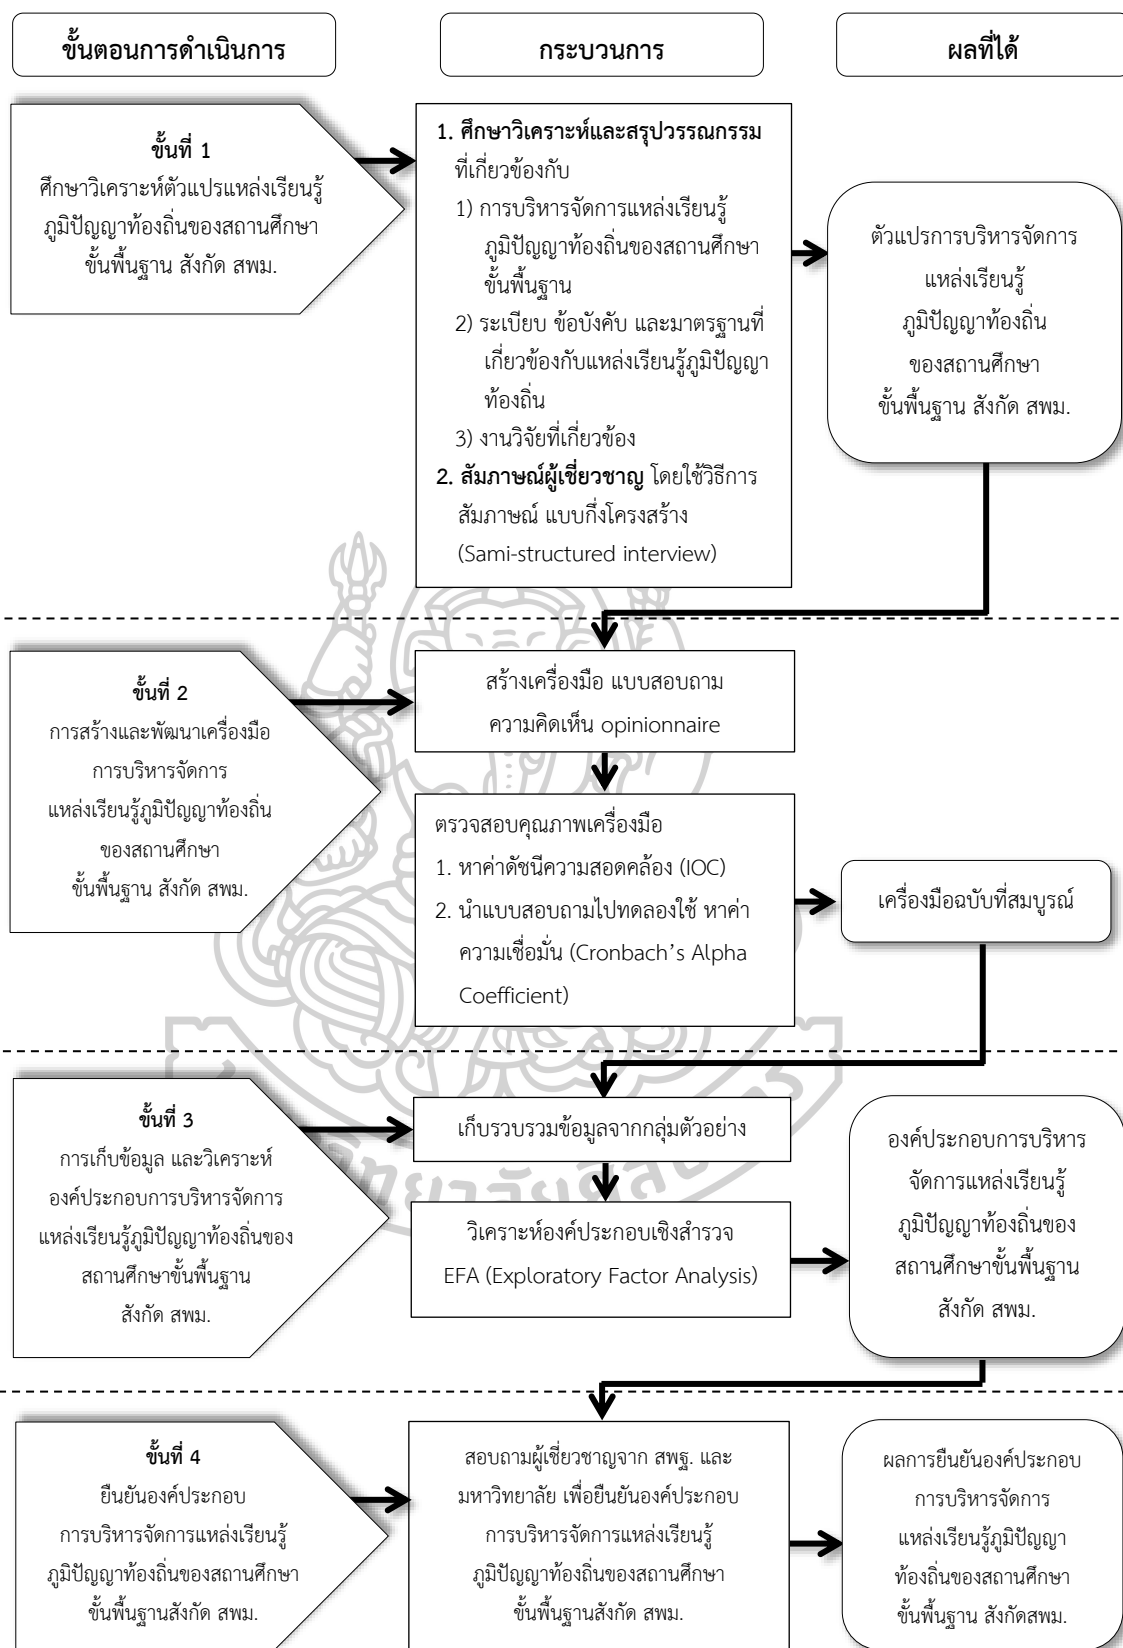 ขั้นตอนการดำเนินการ
กระบวนการ
ผลที่ได้
ขั้นที่ 1
ศึกษาวิเคราะห์ตัวแปรแหล่งเรียนรู้
ภูมิปัญญาท้องถิ่นของสถานศึกษา
ขั้นพื้นฐาน สังกัด สพม.
1. ศึกษาวิเคราะห์และสรุปวรรณกรรม
ที่เกี่ยวข้องกับ
1) การบริหารจัดการแหล่งเรียนรู้
ภูมิปัญญาท้องถิ่นของสถานศึกษา
ขั้นพื้นฐาน
2) ระเบียบ ข้อบังคับ และมาตรฐานที่
เกี่ยวข้องกับแหล่งเรียนรู้ภูมิปัญญา
ท้องถิ่น
3) งานวิจัยที่เกี่ยวข้อง
2. สัมภาษณ์ผู้เชี่ยวชาญ โดยใช้วิธีการ
สัมภาษณ์ แบบกึ่งโครงสร้าง
(Sami-structured interview)
ตัวแปรการบริหารจัดการ
แหล่งเรียนรู้
ภูมิปัญญาท้องถิ่น
ของสถานศึกษา
ขั้นพื้นฐาน สังกัด สพม.
ขั้นที่ 2
การสร้างและพัฒนาเครื่องมือ
การบริหารจัดการ
แหล่งเรียนรู้ภูมิปัญญาท้องถิ่น
ของสถานศึกษา
ขั้นพื้นฐาน สังกัด สพม.
สร้างเครื่องมือ แบบสอบถาม
ความคิดเห็น opinionnaire
ตรวจสอบคุณภาพเครื่องมือ
1. หาค่าดัชนีความสอดคล้อง (IOC)
2. นำแบบสอบถามไปทดลองใช้ หาค่า
ความเชื่อมั่น (Cronbach's Alpha
Coefficient)
เครื่องมือฉบับที่สมบูรณ์
ขั้นที่ 3
การเก็บข้อมูล และวิเคราะห์
องค์ประกอบการบริหารจัดการ
แหล่งเรียนรู้ภูมิปัญญาท้องถิ่นของ
สถานศึกษาขั้นพื้นฐาน
สังกัด สพม.
เก็บรวบรวมข้อมูลจากกลุ่มตัวอย่าง
วิเคราะห์องค์ประกอบเชิงสำรวจ
EFA (Exploratory Factor Analysis)
องค์ประกอบการบริหาร
จัดการแหล่งเรียนรู้
ภูมิปัญญาท้องถิ่นของ
สถานศึกษาขั้นพื้นฐาน
สังกัด สพม.
ขั้นที่ 4
ยืนยันองค์ประกอบ
การบริหารจัดการแหล่งเรียนรู้
ภูมิปัญญาท้องถิ่นของสถานศึกษา
ขั้นพื้นฐานสังกัด สพม.
สอบถามผู้เชี่ยวชาญจาก สพฐ. และ
มหาวิทยาลัย เพื่อยืนยันองค์ประกอบ
การบริหารจัดการแหล่งเรียนรู้
ภูมิปัญญาท้องถิ่นของสถานศึกษา
ขั้นพื้นฐานสังกัด สพม.
ผลการยืนยันองค์ประกอบ
การบริหารจัดการ
แหล่งเรียนรู้ภูมิปัญญา
ท้องถิ่นของสถานศึกษา
ขั้นพื้นฐาน สังกัดสพม.